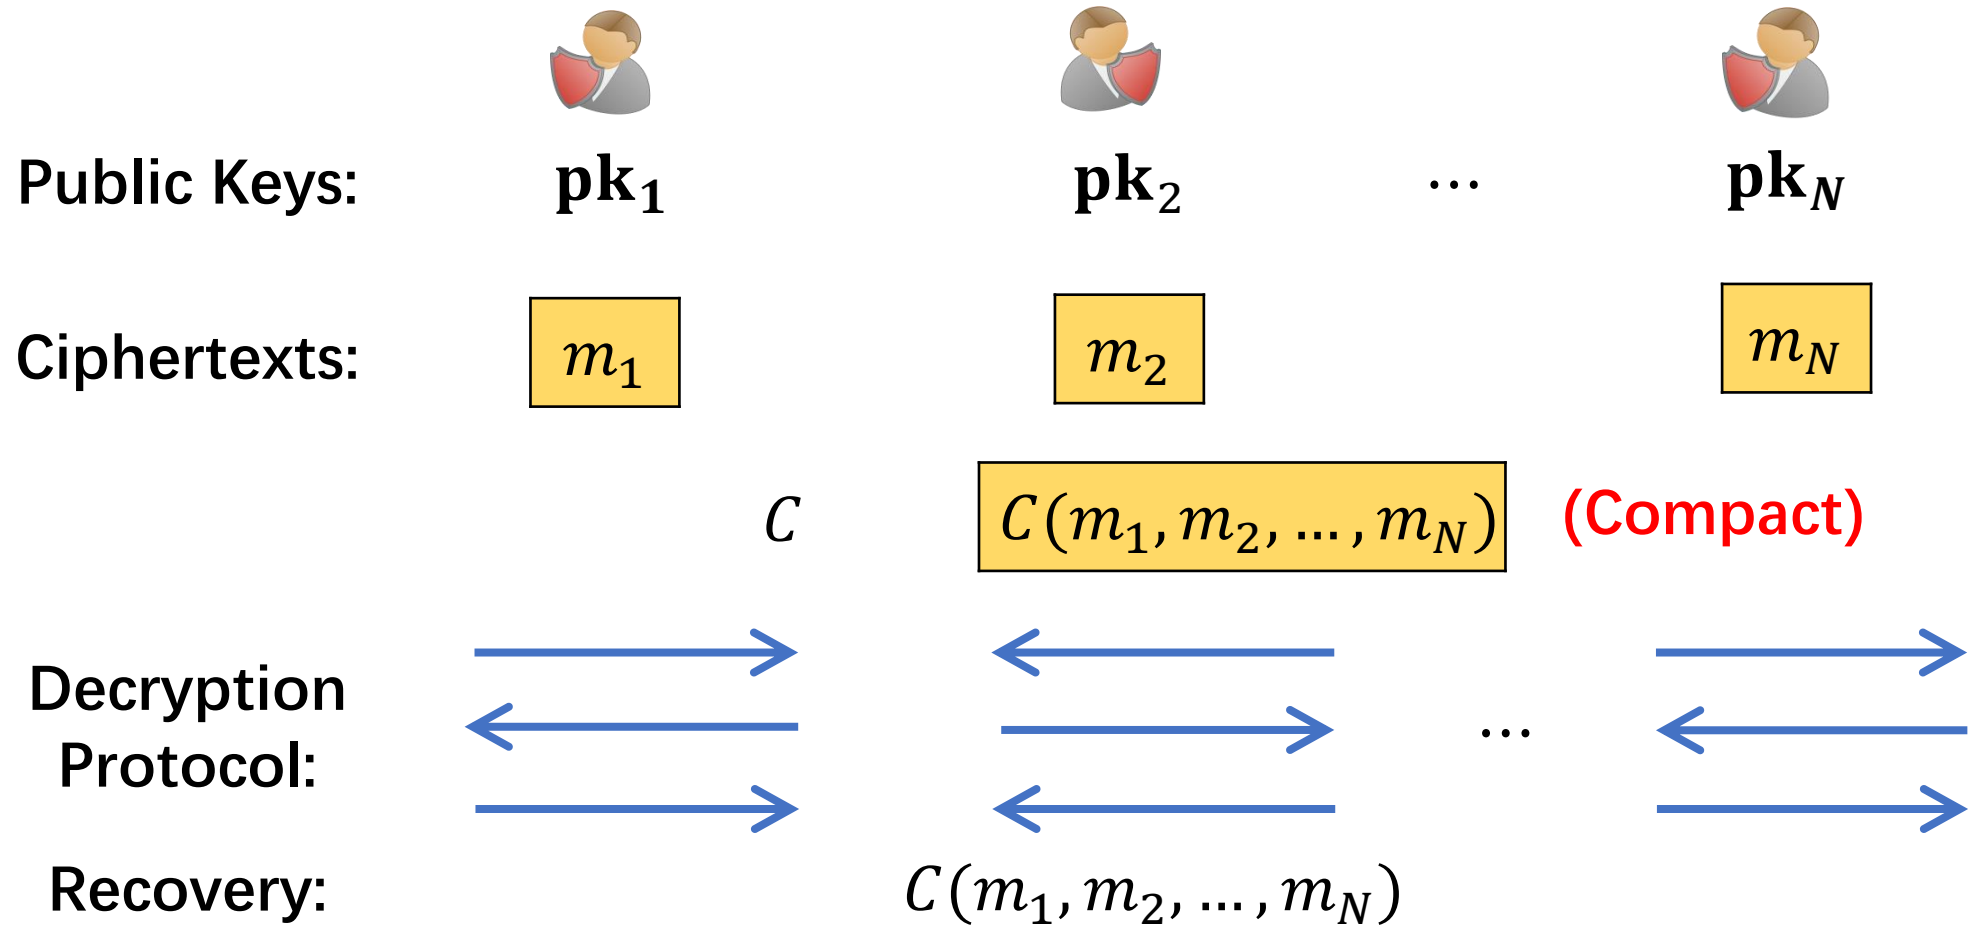 Public Keys: pk₁ pk₂ ⋯ pk_N
Ciphertexts: m₁ m₂ m_N
C C(m₁, m₂, … , m_N) (Compact)
Decryption
Protocol: ⋯
Recovery: C(m₁, m₂, … , m_N)